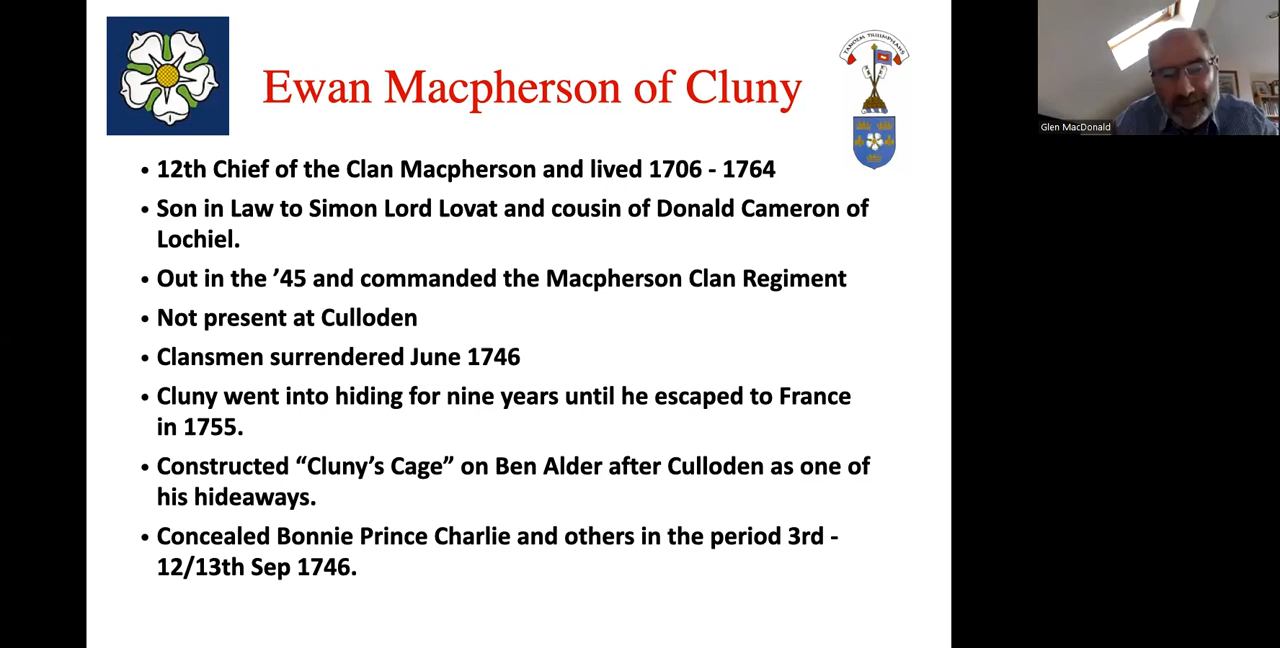 TANDEM TRIUMPHANS
Ewan Macpherson of Cluny
Glen MacDonald
• 12th Chief of the Clan Macpherson and lived 1706 - 1764
• Son in Law to Simon Lord Lovat and cousin of Donald Cameron of
Lochiel.
• Out in the ’45 and commanded the Macpherson Clan Regiment
• Not present at Culloden
• Clansmen surrendered June 1746
• Cluny went into hiding for nine years until he escaped to France
in 1755.
• Constructed “Cluny’s Cage” on Ben Alder after Culloden as one of
his hideaways.
• Concealed Bonnie Prince Charlie and others in the period 3rd -
12/13th Sep 1746.